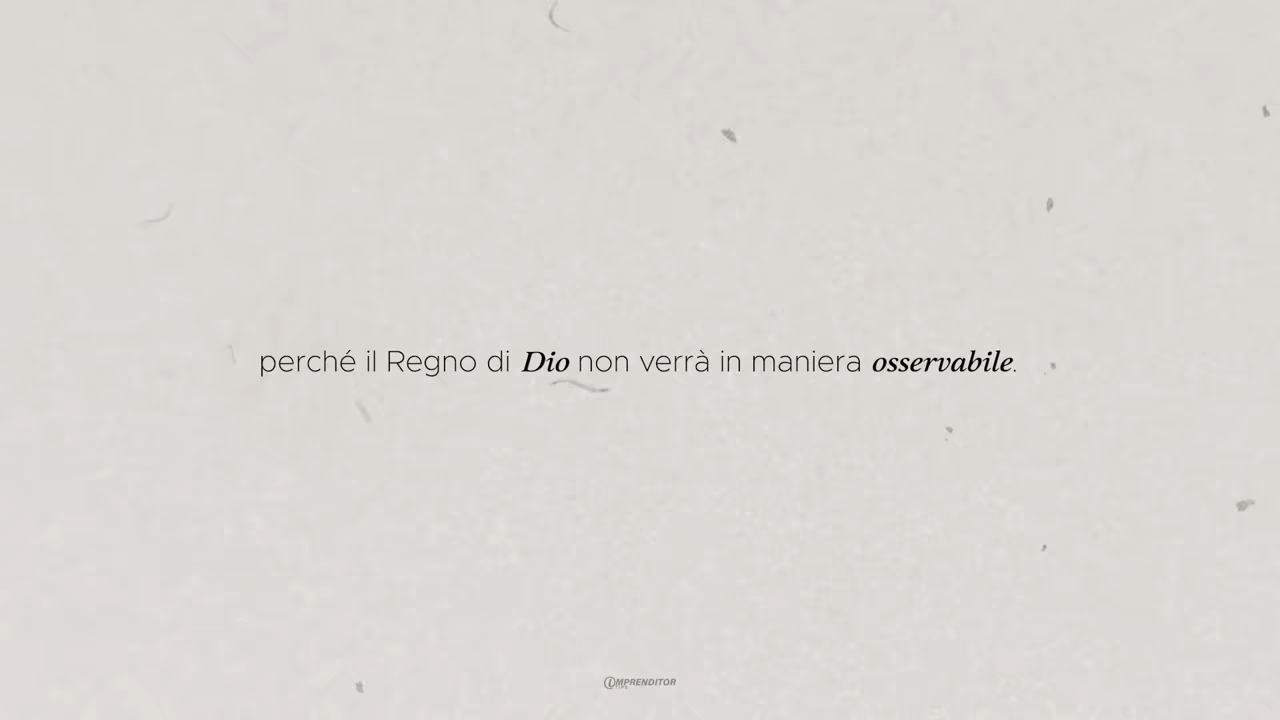 perché il Regno di Dio non verrà in maniera osservabile.
iMPRENDITOR